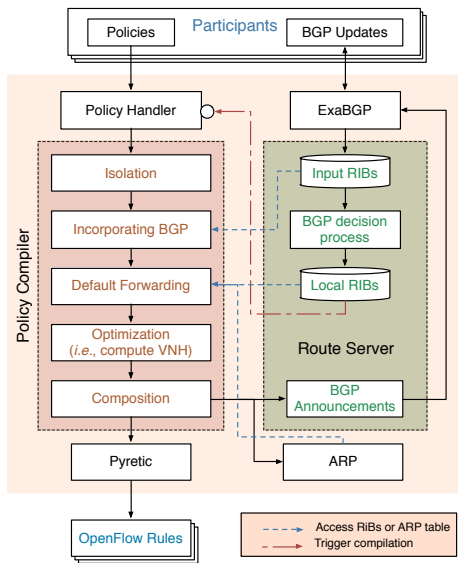 Participants
Policies
BGP Updates
Policy Handler
ExaBGP
Policy Compiler
Isolation
Incorporating BGP
Default Forwarding
Optimization
(i.e., compute VNH)
Composition
Input RIBs
BGP decision
process
Local RIBs
Route Server
BGP
Announcements
Pyretic
ARP
OpenFlow Rules
Access RiBs or ARP table
Trigger compilation